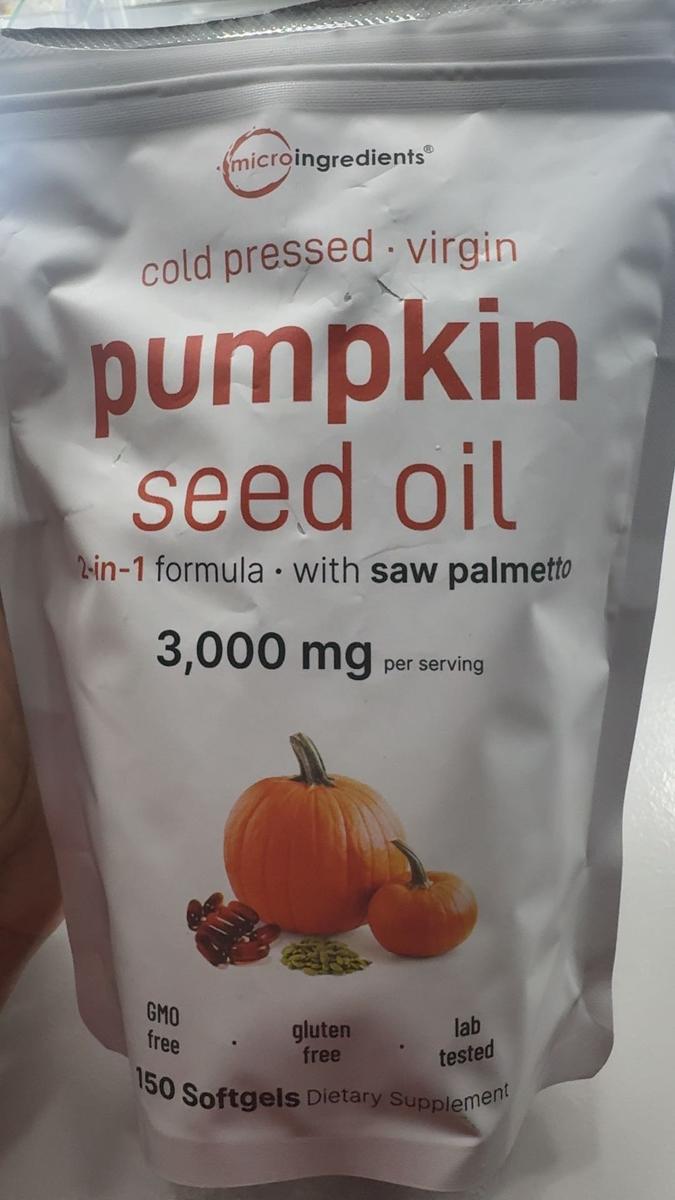 microingredients®
cold pressed · virgin
pumpkin
seed oil
2-in-1 formula · with saw palmetto
3,000 mg per serving
GMO
free
·
gluten
free
·
lab
tested
150 Softgels Dietary Supplement